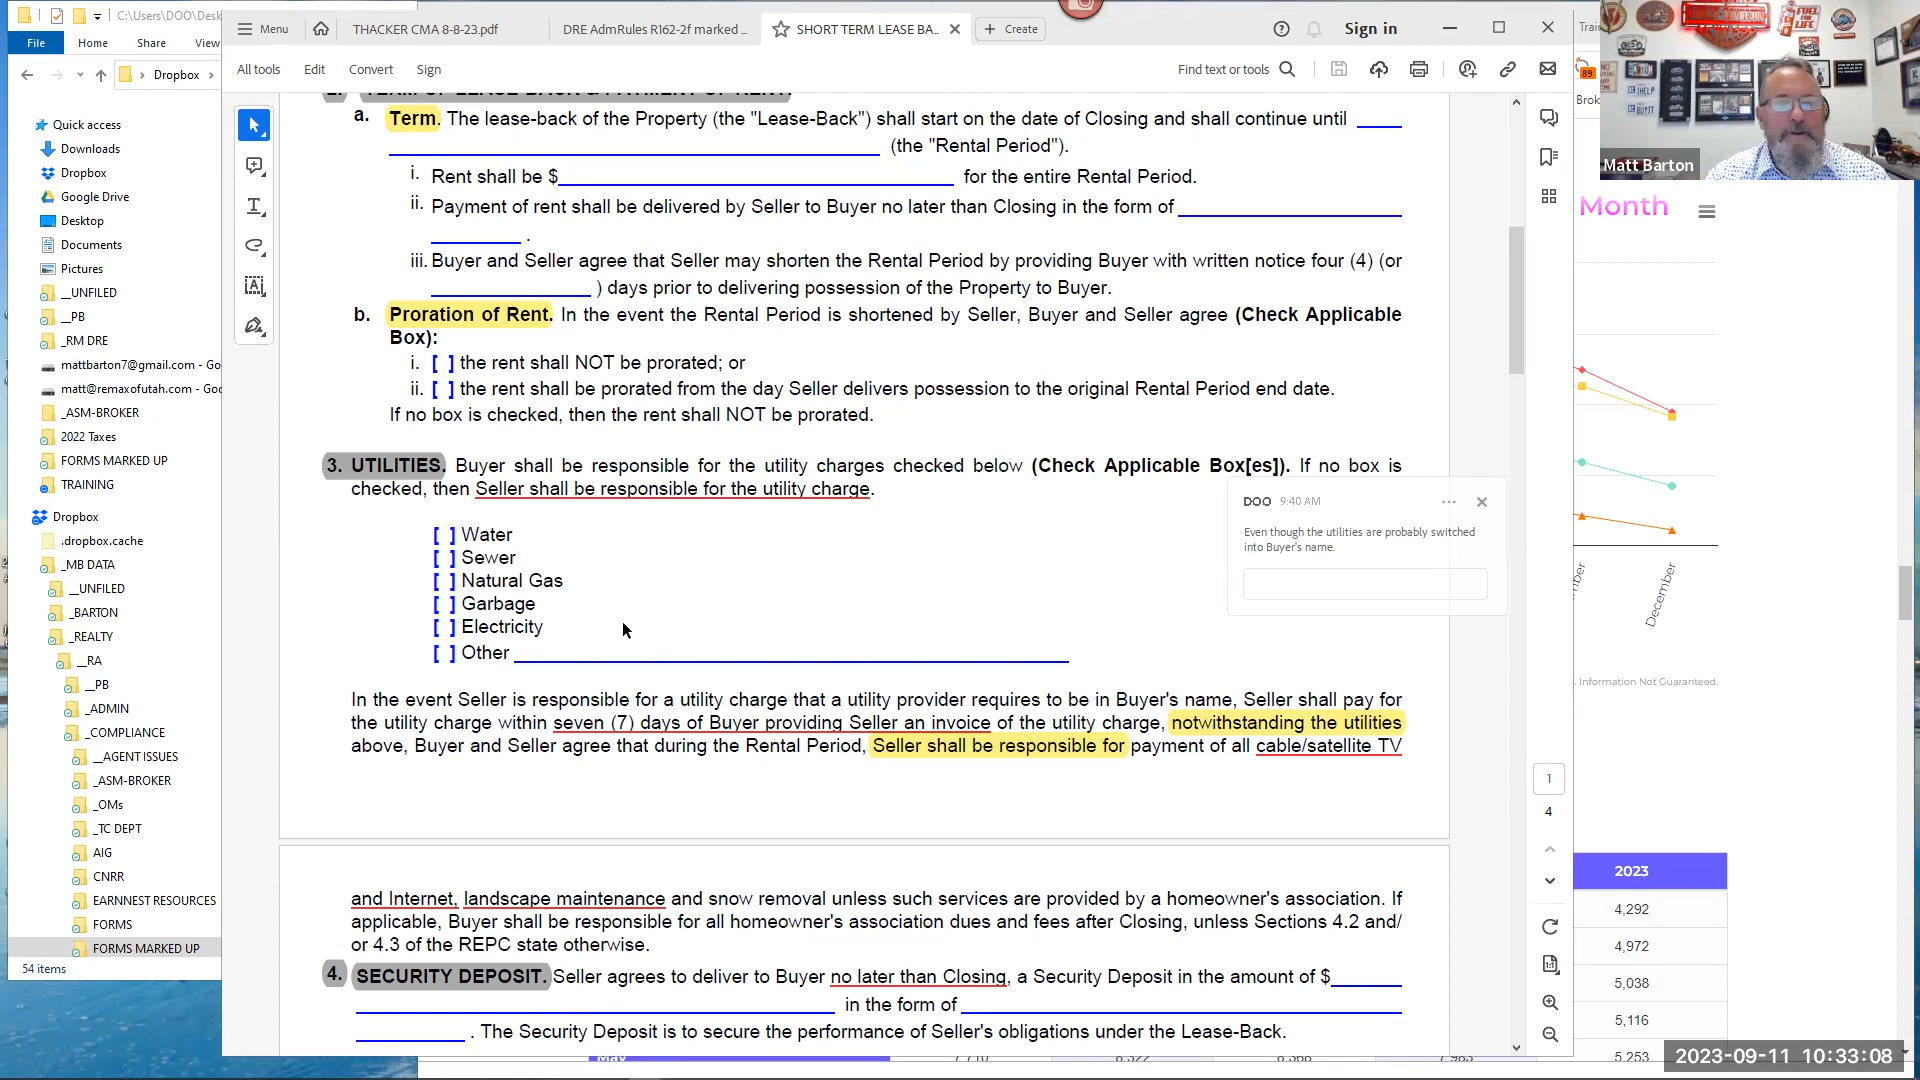 C:\Users\DOO\Desk
File
Home
Share
View
Dropbox
Quick access
Downloads
Dropbox
Google Drive
Desktop
Documents
Pictures
__UNFILED
__PB
_RM DRE
mattbarton7@gmail.com - Go
matt@remaxofutah.com - Goo
_ASM-BROKER
2022 Taxes
FORMS MARKED UP
TRAINING
Dropbox
.dropbox.cache
_MB DATA
__UNFILED
_BARTON
_REALTY
__RA
__PB
_ADMIN
_COMPLIANCE
__AGENT ISSUES
_ASM-BROKER
_OMs
_TC DEPT
AIG
CNRR
EARNNEST RESOURCES
FORMS
FORMS MARKED UP
54 items
Menu
THACKER CMA 8-8-23.pdf
DRE AdmRules R162-2f marked ...
SHORT TERM LEASE BA...
Create
Sign in
All tools
Edit
Convert
Sign
Find text or tools
a. Term. The lease-back of the Property (the "Lease-Back") shall start on the date of Closing and shall continue until
(the "Rental Period").
i. Rent shall be $ for the entire Rental Period.
ii. Payment of rent shall be delivered by Seller to Buyer no later than Closing in the form of
.
iii. Buyer and Seller agree that Seller may shorten the Rental Period by providing Buyer with written notice four (4) (or
) days prior to delivering possession of the Property to Buyer.
b. Proration of Rent. In the event the Rental Period is shortened by Seller, Buyer and Seller agree (Check Applicable
Box):
i. [ ] the rent shall NOT be prorated; or
ii. [ ] the rent shall be prorated from the day Seller delivers possession to the original Rental Period end date.
If no box is checked, then the rent shall NOT be prorated.
3. UTILITIES. Buyer shall be responsible for the utility charges checked below (Check Applicable Box[es]). If no box is
checked, then Seller shall be responsible for the utility charge.
[ ] Water
[ ] Sewer
[ ] Natural Gas
[ ] Garbage
[ ] Electricity
[ ] Other
In the event Seller is responsible for a utility charge that a utility provider requires to be in Buyer's name, Seller shall pay for
the utility charge within seven (7) days of Buyer providing Seller an invoice of the utility charge, notwithstanding the utilities
above, Buyer and Seller agree that during the Rental Period, Seller shall be responsible for payment of all cable/satellite TV
and Internet, landscape maintenance and snow removal unless such services are provided by a homeowner's association. If
applicable, Buyer shall be responsible for all homeowner's association dues and fees after Closing, unless Sections 4.2 and/
or 4.3 of the REPC state otherwise.
4. SECURITY DEPOSIT. Seller agrees to deliver to Buyer no later than Closing, a Security Deposit in the amount of $
in the form of
. The Security Deposit is to secure the performance of Seller's obligations under the Lease-Back.
DOO 9:40 AM
Even though the utilities are probably switched
into Buyer's name.
1
4
89
Brok
Matt Barton
Month
December
. Information Not Guaranteed.
2023
4,292
4,972
5,038
5,116
5,253
2023-09-11 10:33:08